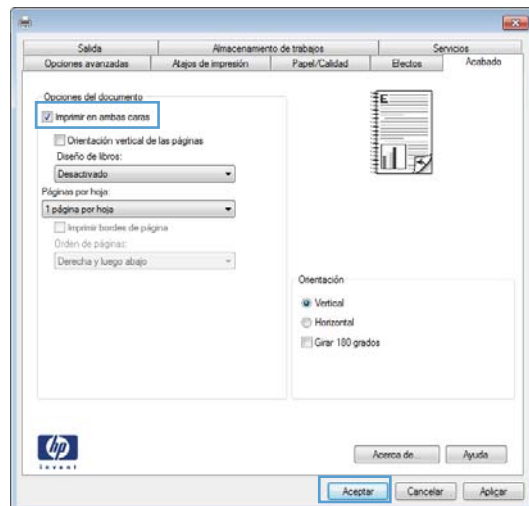 Salida Almacenamiento de trabajos Servicios
Opciones avanzadas Atajos de impresión Papel/Calidad Efectos Acabado
Opciones del documento
Imprimir en ambas caras
Orientación vertical de las páginas
Diseño de libros:
Desactivado
Páginas por hoja:
1 página por hoja
Imprimir bordes de página
Orden de páginas:
Derecha y luego abajo
E
Orientación
Vertical
Horizontal
Girar 180 grados
hp
invent
Acerca de... Ayuda
Aceptar Cancelar Aplicar